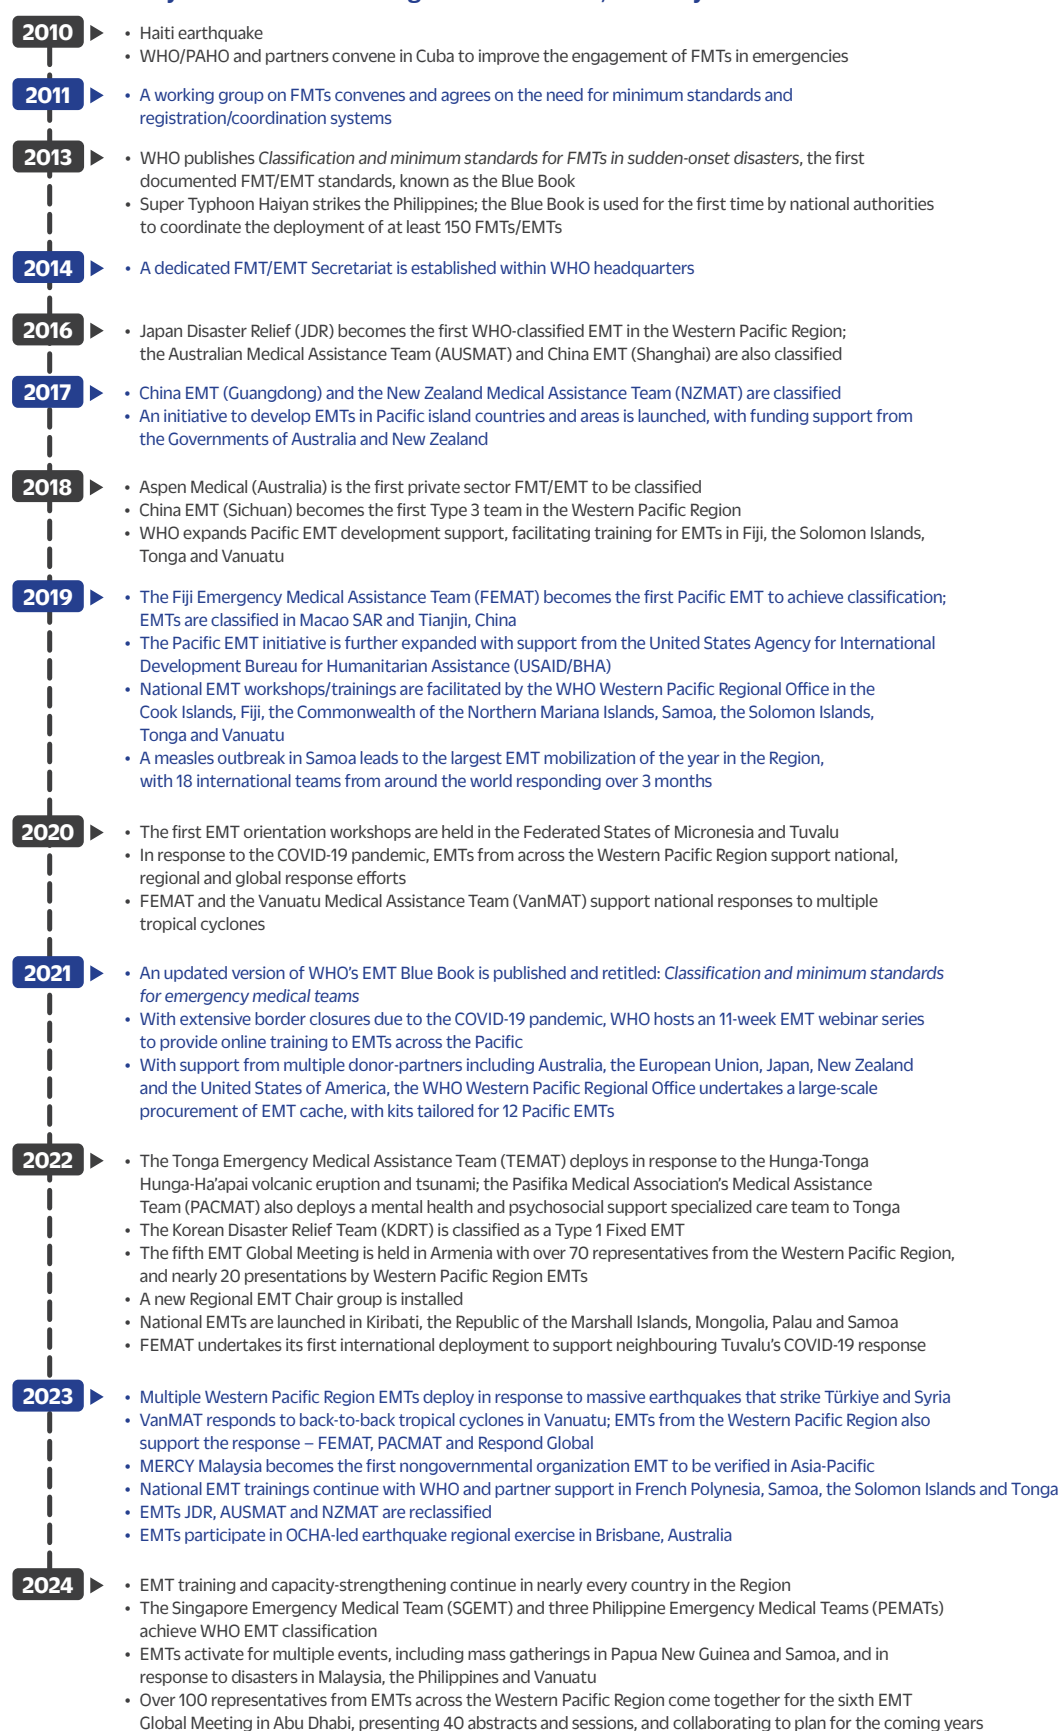 2010
• Haiti earthquake
• WHO/PAHO and partners convene in Cuba to improve the engagement of FMTs in emergencies
2011
• A working group on FMTs convenes and agrees on the need for minimum standards and
registration/coordination systems
2013
• WHO publishes Classification and minimum standards for FMTs in sudden-onset disasters, the first
documented FMT/EMT standards, known as the Blue Book
• Super Typhoon Haiyan strikes the Philippines; the Blue Book is used for the first time by national authorities
to coordinate the deployment of at least 150 FMTs/EMTs
2014
• A dedicated FMT/EMT Secretariat is established within WHO headquarters
2016
• Japan Disaster Relief (JDR) becomes the first WHO-classified EMT in the Western Pacific Region;
the Australian Medical Assistance Team (AUSMAT) and China EMT (Shanghai) are also classified
2017
• China EMT (Guangdong) and the New Zealand Medical Assistance Team (NZMAT) are classified
• An initiative to develop EMTs in Pacific island countries and areas is launched, with funding support from
the Governments of Australia and New Zealand
2018
• Aspen Medical (Australia) is the first private sector FMT/EMT to be classified
• China EMT (Sichuan) becomes the first Type 3 team in the Western Pacific Region
• WHO expands Pacific EMT development support, facilitating training for EMTs in Fiji, the Solomon Islands,
Tonga and Vanuatu
2019
• The Fiji Emergency Medical Assistance Team (FEMAT) becomes the first Pacific EMT to achieve classification;
EMTs are classified in Macao SAR and Tianjin, China
• The Pacific EMT initiative is further expanded with support from the United States Agency for International
Development Bureau for Humanitarian Assistance (USAID/BHA)
• National EMT workshops/trainings are facilitated by the WHO Western Pacific Regional Office in the
Cook Islands, Fiji, the Commonwealth of the Northern Mariana Islands, Samoa, the Solomon Islands,
Tonga and Vanuatu
• A measles outbreak in Samoa leads to the largest EMT mobilization of the year in the Region,
with 18 international teams from around the world responding over 3 months
2020
• The first EMT orientation workshops are held in the Federated States of Micronesia and Tuvalu
• In response to the COVID-19 pandemic, EMTs from across the Western Pacific Region support national,
regional and global response efforts
• FEMAT and the Vanuatu Medical Assistance Team (VanMAT) support national responses to multiple
tropical cyclones
2021
• An updated version of WHO's EMT Blue Book is published and retitled: Classification and minimum standards
for emergency medical teams
• With extensive border closures due to the COVID-19 pandemic, WHO hosts an 11-week EMT webinar series
to provide online training to EMTs across the Pacific
• With support from multiple donor-partners including Australia, the European Union, Japan, New Zealand
and the United States of America, the WHO Western Pacific Regional Office undertakes a large-scale
procurement of EMT cache, with kits tailored for 12 Pacific EMTs
2022
• The Tonga Emergency Medical Assistance Team (TEMAT) deploys in response to the Hunga-Tonga
Hunga-Ha'apai volcanic eruption and tsunami; the Pasifika Medical Association's Medical Assistance
Team (PACMAT) also deploys a mental health and psychosocial support specialized care team to Tonga
• The Korean Disaster Relief Team (KDRT) is classified as a Type 1 Fixed EMT
• The fifth EMT Global Meeting is held in Armenia with over 70 representatives from the Western Pacific Region,
and nearly 20 presentations by Western Pacific Region EMTs
• A new Regional EMT Chair group is installed
• National EMTs are launched in Kiribati, the Republic of the Marshall Islands, Mongolia, Palau and Samoa
• FEMAT undertakes its first international deployment to support neighbouring Tuvalu's COVID-19 response
2023
• Multiple Western Pacific Region EMTs deploy in response to massive earthquakes that strike Türkiye and Syria
• VanMAT responds to back-to-back tropical cyclones in Vanuatu; EMTs from the Western Pacific Region also
support the response – FEMAT, PACMAT and Respond Global
• MERCY Malaysia becomes the first nongovernmental organization EMT to be verified in Asia-Pacific
• National EMT trainings continue with WHO and partner support in French Polynesia, Samoa, the Solomon Islands and Tonga
• EMTs JDR, AUSMAT and NZMAT are reclassified
• EMTs participate in OCHA-led earthquake regional exercise in Brisbane, Australia
2024
• EMT training and capacity-strengthening continue in nearly every country in the Region
• The Singapore Emergency Medical Team (SGEMT) and three Philippine Emergency Medical Teams (PEMATs)
achieve WHO EMT classification
• EMTs activate for multiple events, including mass gatherings in Papua New Guinea and Samoa, and in
response to disasters in Malaysia, the Philippines and Vanuatu
• Over 100 representatives from EMTs across the Western Pacific Region come together for the sixth EMT
Global Meeting in Abu Dhabi, presenting 40 abstracts and sessions, and collaborating to plan for the coming years